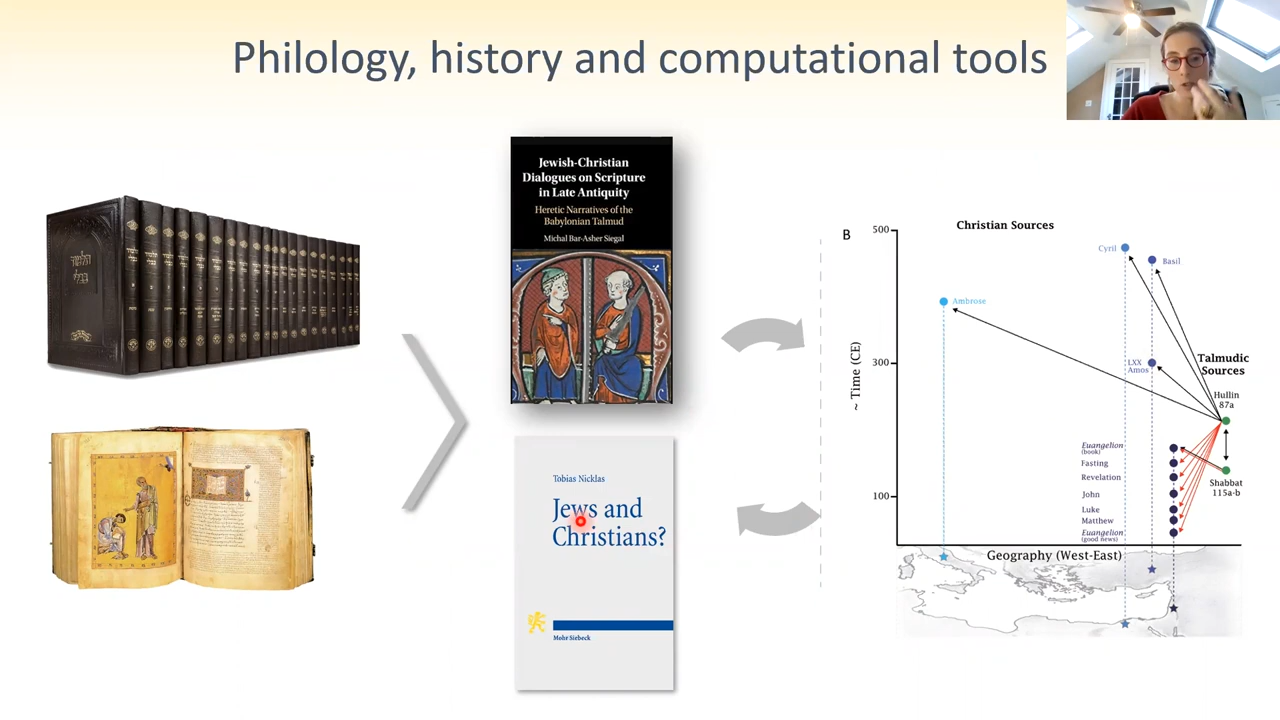 Philology, history and computational tools
תלמוד
בבלי
Jewish-Christian
Dialogues on Scripture
in Late Antiquity
Heretic Narratives of the
Babylonian Talmud
Michal Bar-Asher Siegal
Tobias Nicklas
Jews and
Christians?
Mohr Siebeck
B
Christian Sources
500
300
100
~ Time (CE)
Cyril
Basil
Ambrose
LXX
Amos
Talmudic
Sources
Hullin
87a
Shabbat
115a-b
Euangelion
(book)
Fasting
Revelation
John
Luke
Matthew
Euangelion
(good news)
Geography (West-East)